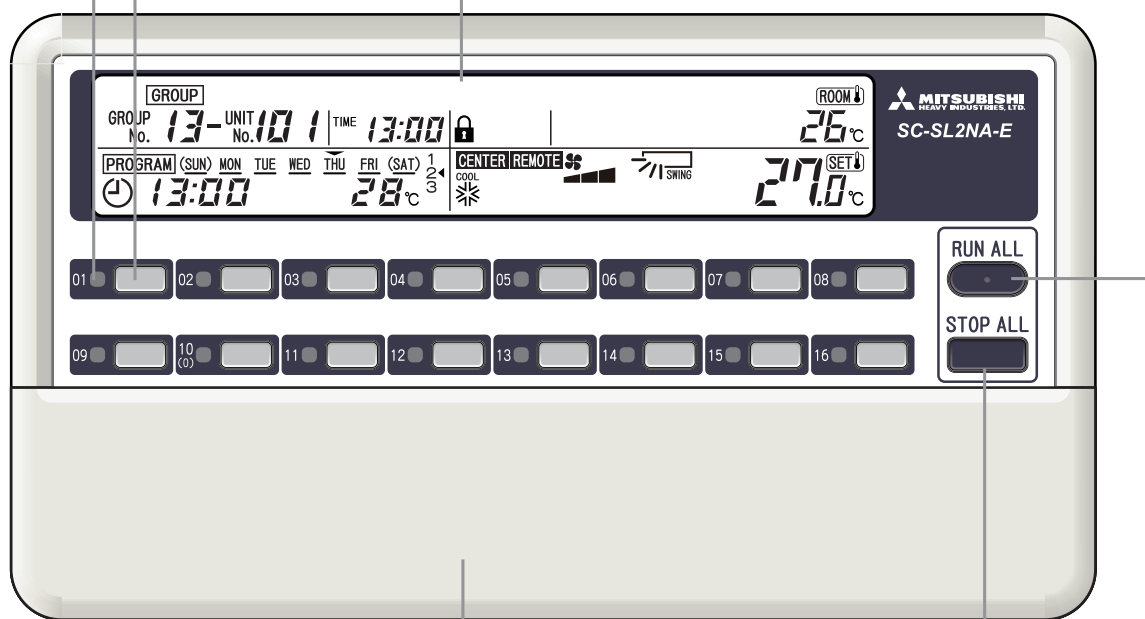 GROUP
GROUP No. 13- UNIT No. 101 TIME 13:00
ROOM
26℃
PROGRAM (SUN) MON TUE WED THU FRI (SAT) 1 2 3
13:00 28℃
CENTER REMOTE
COOL
SWING
SET
27.0℃
MITSUBISHI
HEAVY INDUSTRIES, LTD.
SC-SL2NA-E
RUN ALL
01 02 03 04 05 06 07 08
STOP ALL
09 10 (0) 11 12 13 14 15 16